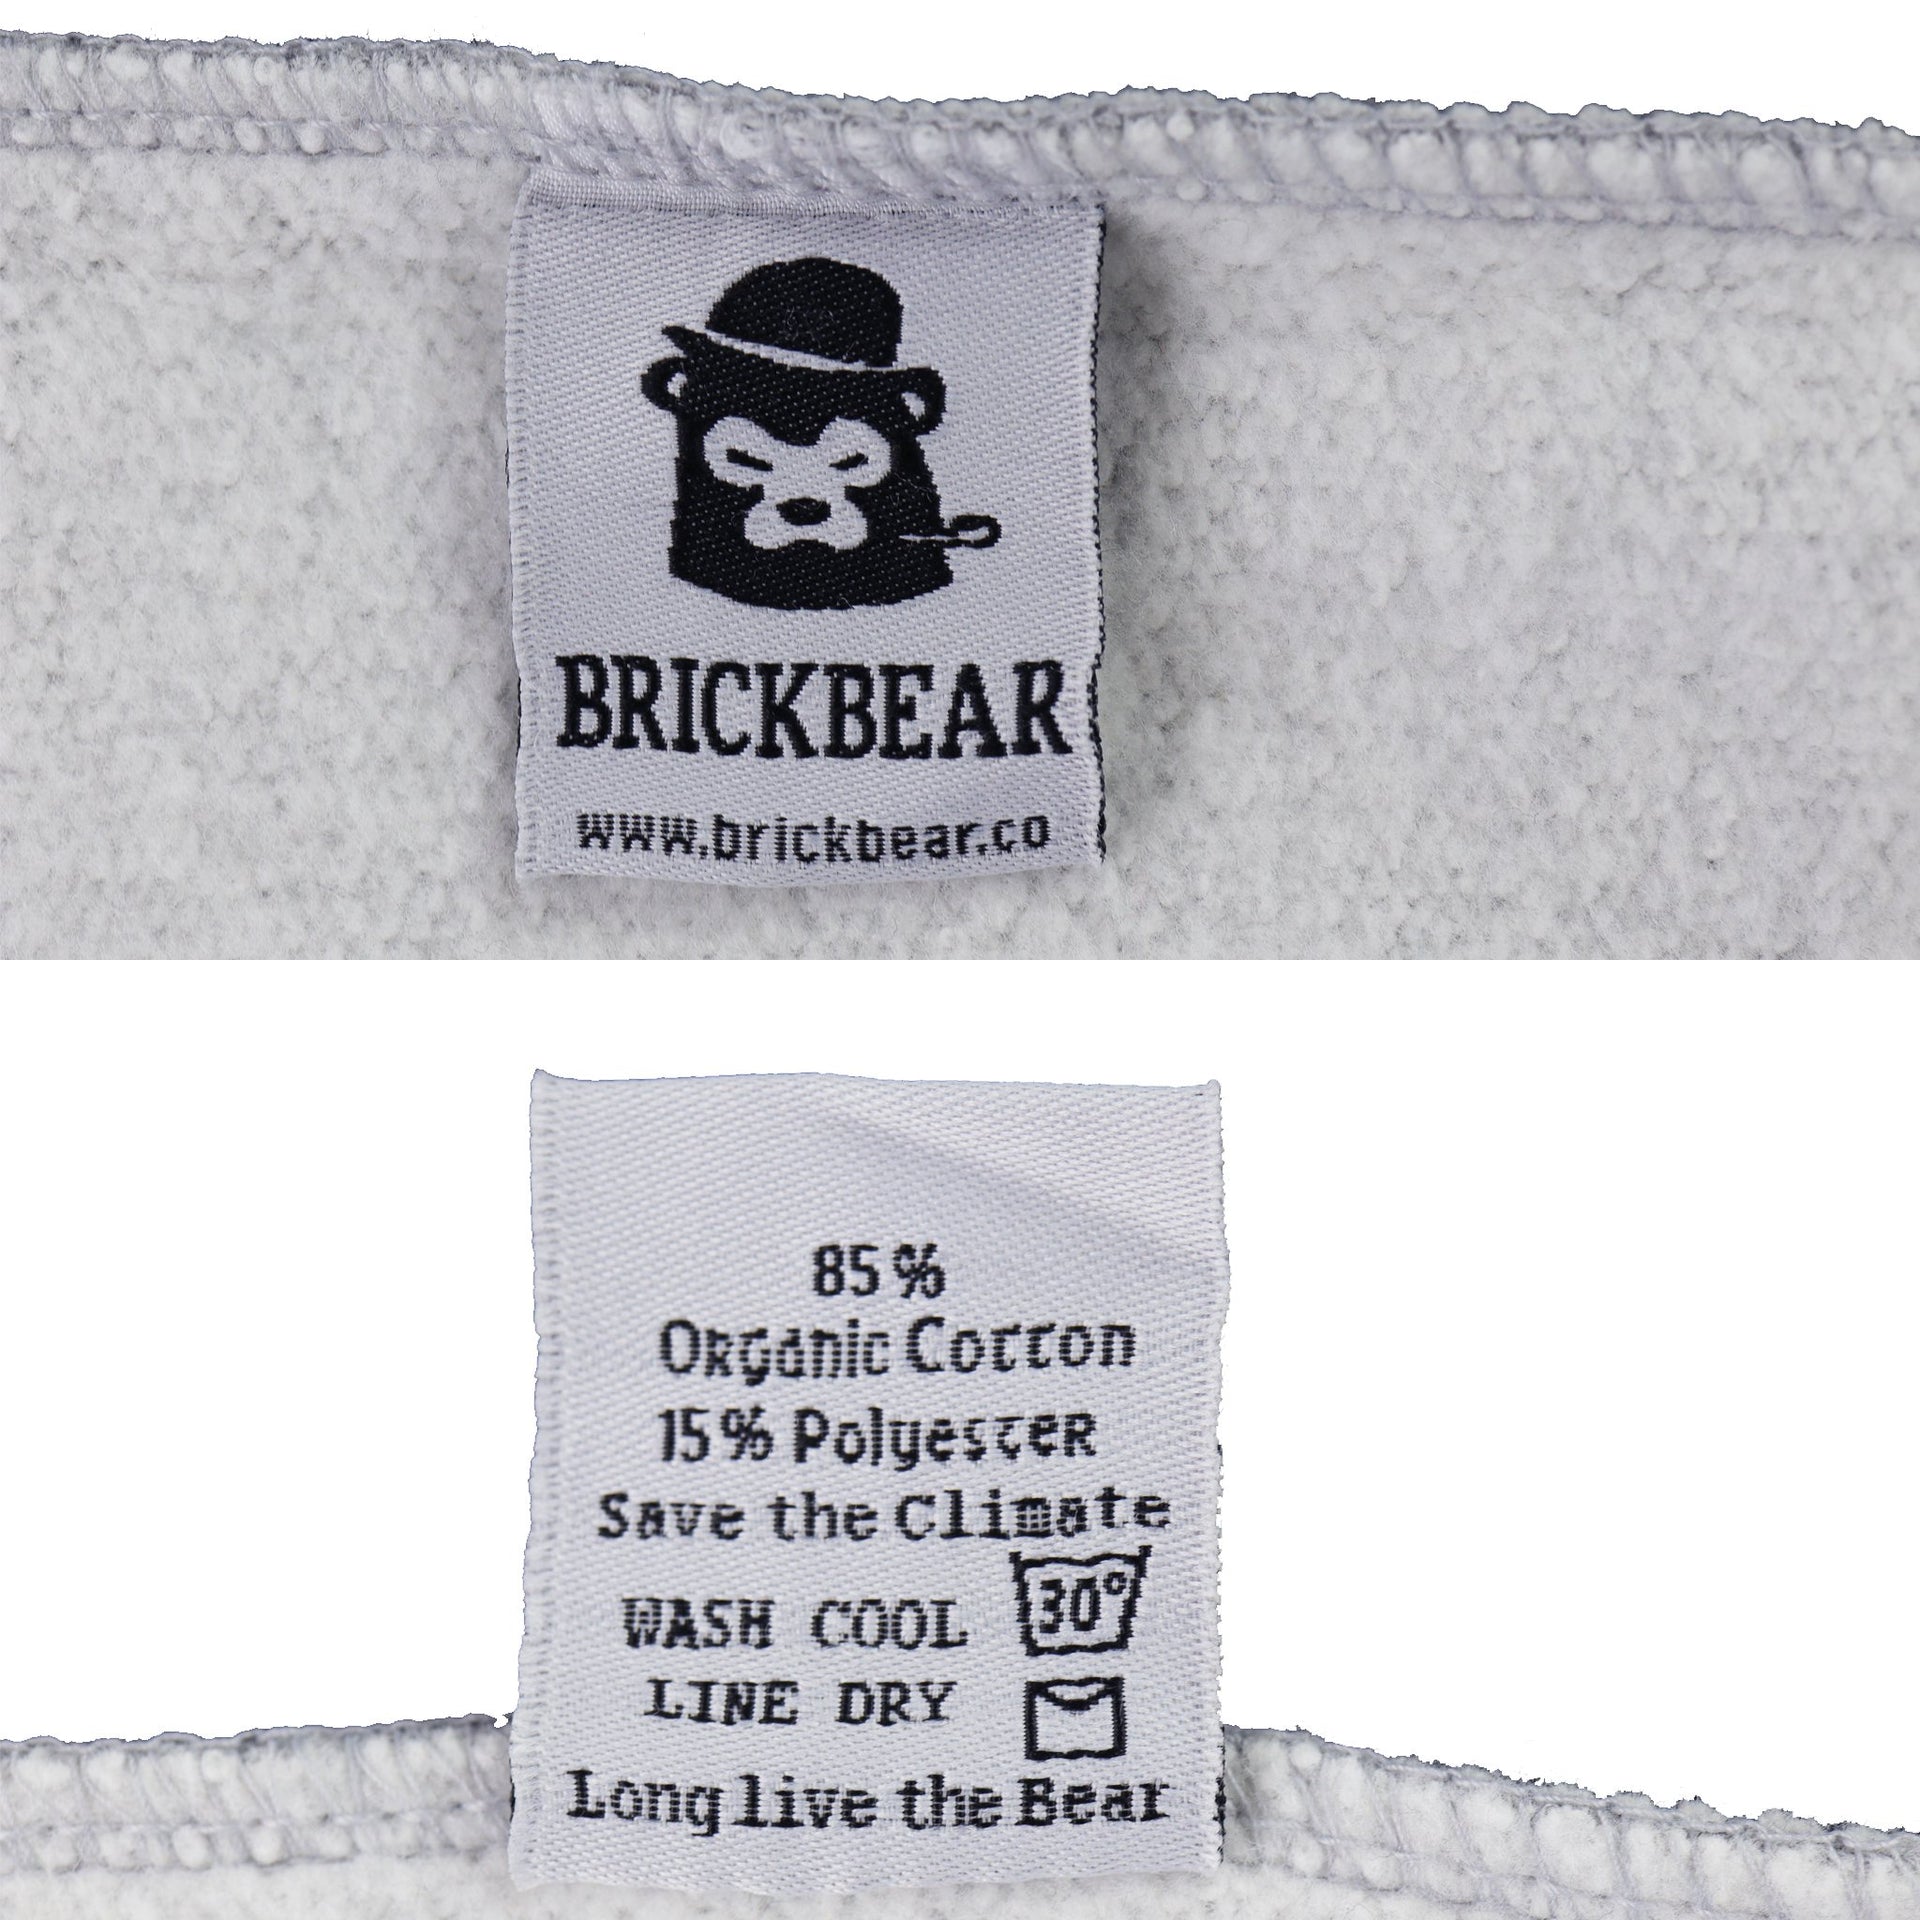 BRICKBEAR
www.brickbear.co
85%
Organic Cotton
15% Polyester
Save the Climate
WASH COOL 30°
LINE DRY
Long live the Bear